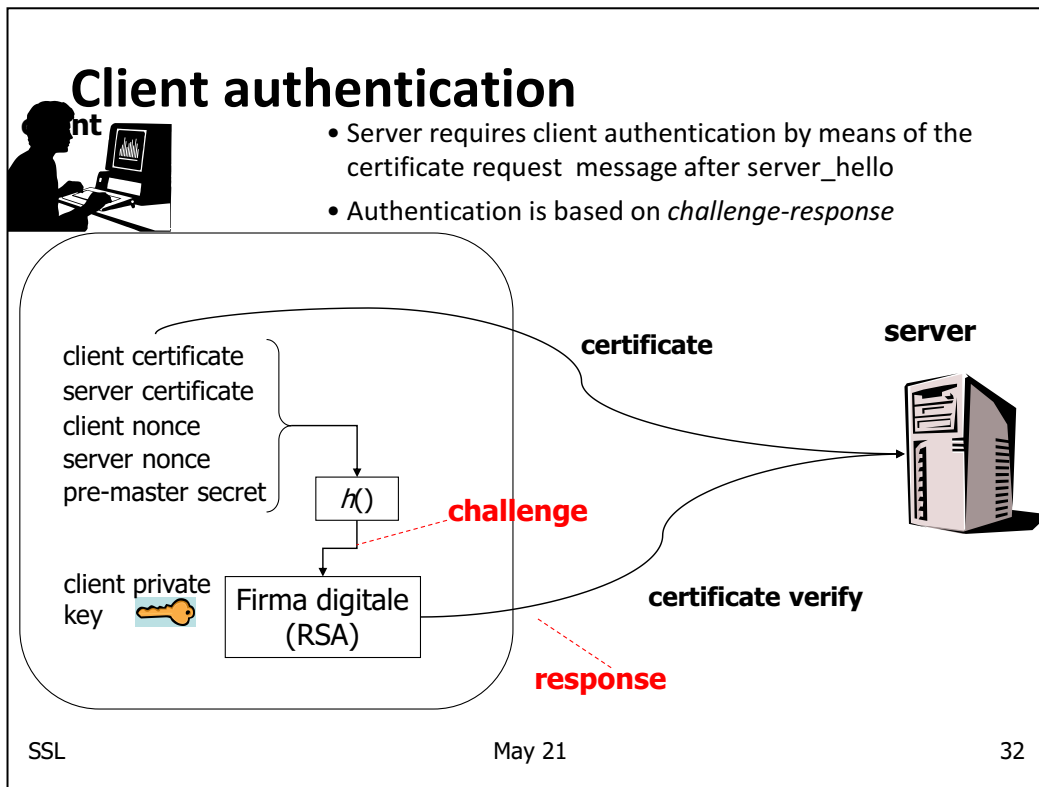 Client authentication
nt
• Server requires client authentication by means of the
certificate request message after server_hello
• Authentication is based on challenge-response
server
certificate
client certificate
server certificate
client nonce
server nonce
pre-master secret
h()
challenge
client private
key
Firma digitale
(RSA)
certificate verify
response
SSL
May 21
32